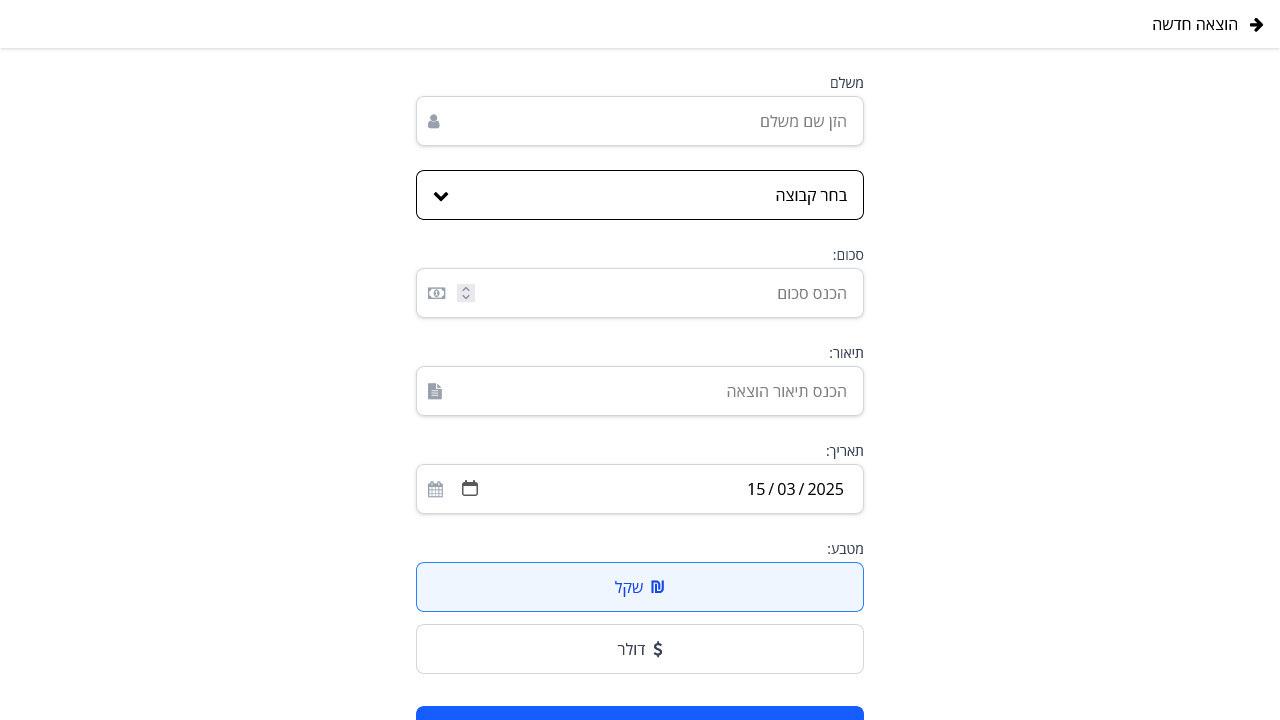 הוצאה חדשה
משלם
הזן שם משלם
בחר קבוצה
סכום:
הכנס סכום
תיאור:
הכנס תיאור הוצאה
תאריך:
15/03/2025
מטבע:
₪ שקל
$ דולר